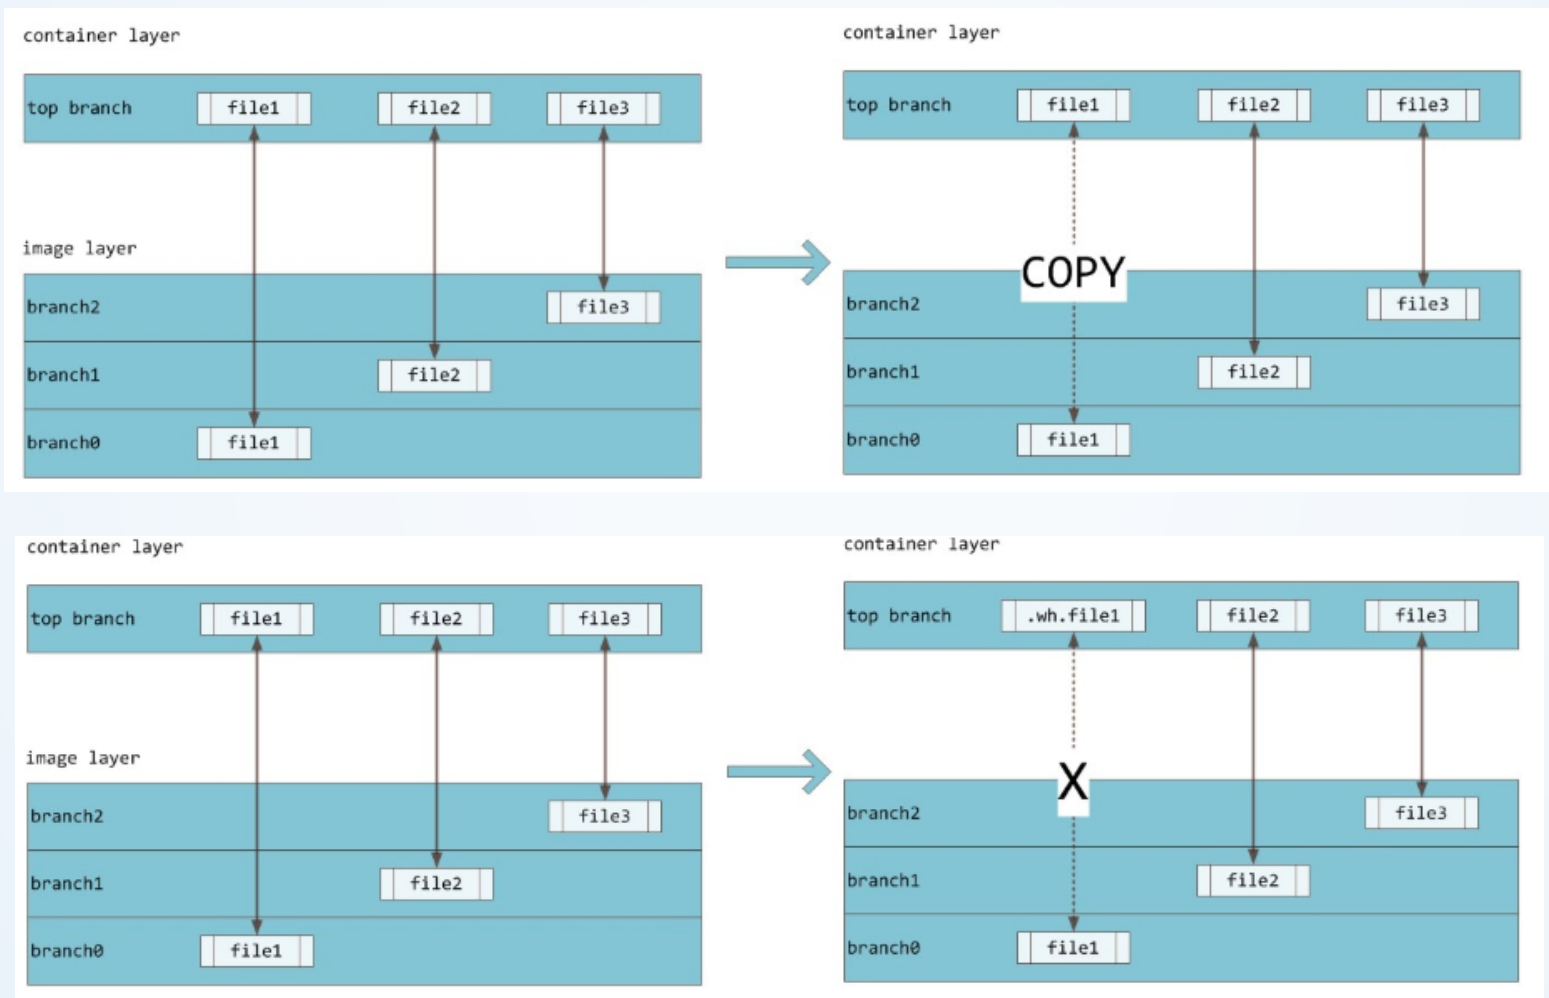 container layer
top branch file1 file2 file3
image layer
branch2 file3
branch1 file2
branch0 file1
container layer
top branch file1 file2 file3
COPY
branch2 file3
branch1 file2
branch0 file1
container layer
top branch file1 file2 file3
image layer
branch2 file3
branch1 file2
branch0 file1
container layer
top branch .wh.file1 file2 file3
X
branch2 file3
branch1 file2
branch0 file1